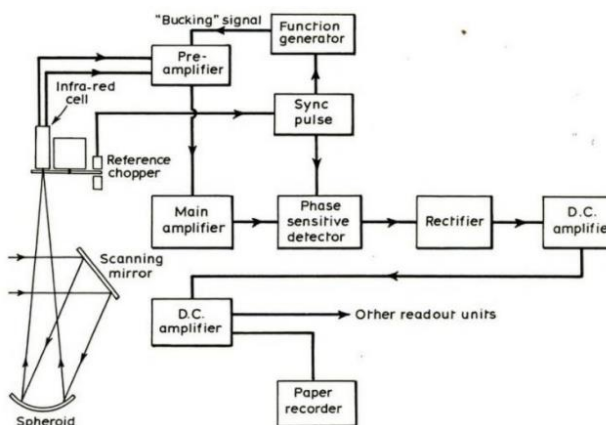 "Bucking" signal
Function
generator
Pre-
amplifier
Infra-red
cell
Sync
pulse
Reference
chopper
Main
amplifier
Phase
sensitive
detector
Rectifier
D.C.
amplifie
Scanning
mirror
D.C.
amplifier
Other readout units
Paper
recorder
Spheroid